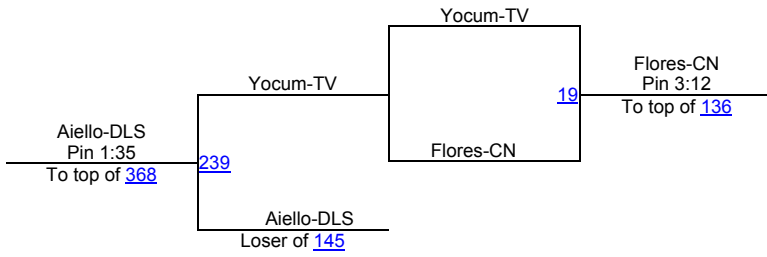 Yocum-TV
Flores-CN
Pin 3:12
Yocum-TV
19
To top of 136
Aiello-DLS
Pin 1:35
Flores-CN
239
To top of 368
Aiello-DLS
Loser of 145